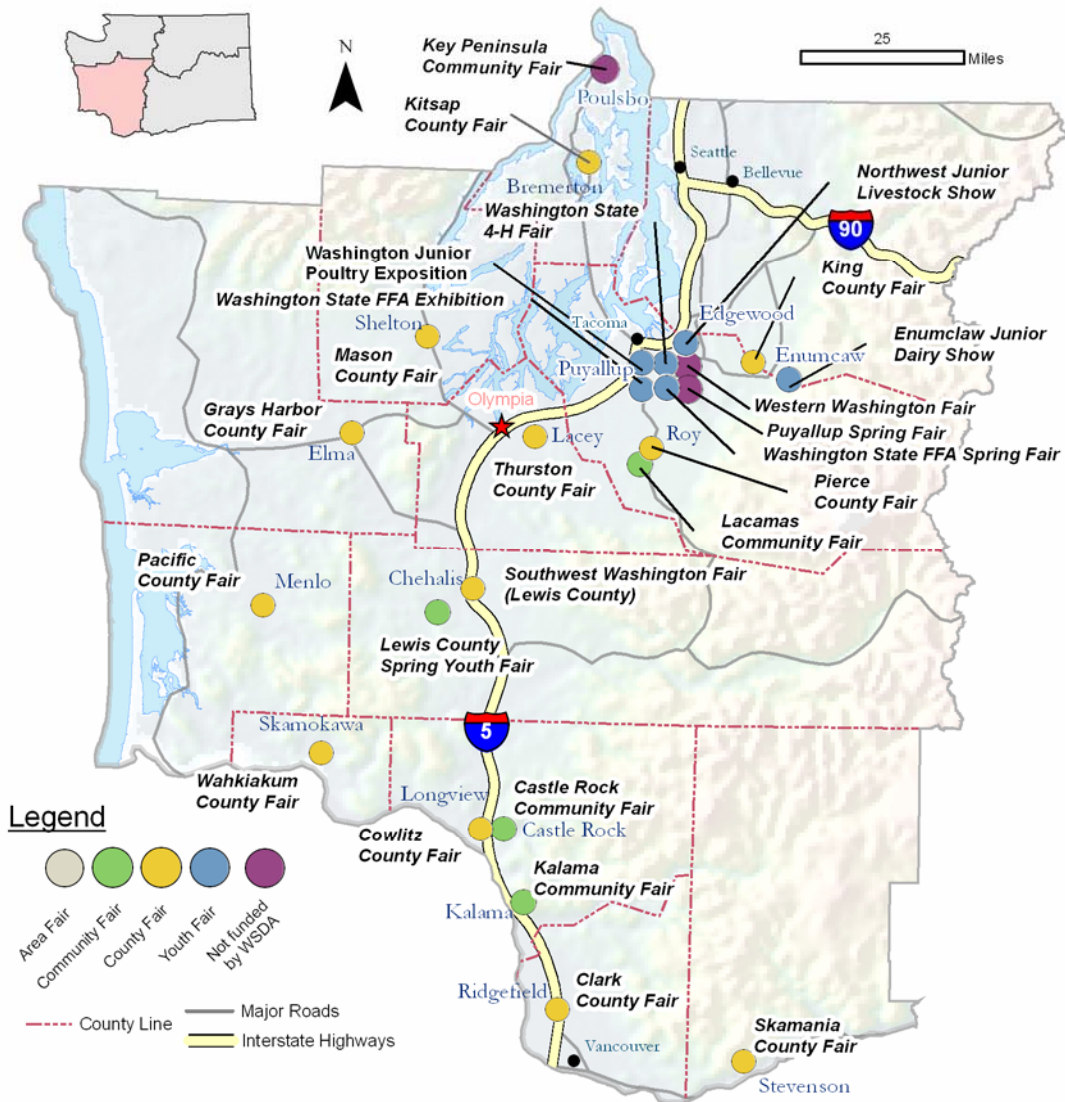 25
Miles
N
Key Peninsula
Community Fair
Poulsbo
Kitsap
County Fair
Seattle
Bellevue
Northwest Junior
Livestock Show
Bremerton
Washington State
4-H Fair
90
King
County Fair
Washington Junior
Poultry Exposition
Washington State FFA Exhibition
Shelton
Tacoma
Edgewood
Enumclaw Junior
Dairy Show
Mason
County Fair
Puyallup
Enumcaw
Olympia
Western Washington Fair
Grays Harbor
County Fair
Puyallup Spring Fair
Elma
Lacey
Roy
Washington State FFA Spring Fair
Thurston
County Fair
Pierce
County Fair
Lacamas
Community Fair
Pacific
County Fair
Menlo
Chehalis
Southwest Washington Fair
(Lewis County)
Lewis County
Spring Youth Fair
Skamokawa
5
Wahkiakum
County Fair
Longview
Castle Rock
Community Fair
Castle Rock
Cowlitz
County Fair
Kalama
Community Fair
Kalama
Ridgefield
Clark
County Fair
Vancouver
Skamania
County Fair
Stevenson
Legend
Area Fair
Community Fair
County Fair
Youth Fair
Not funded
by WSDA
County Line
Major Roads
Interstate Highways